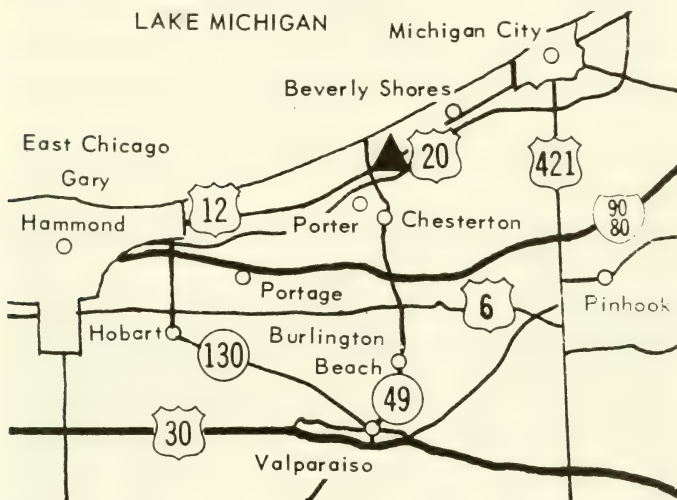 LAKE MICHIGAN
Michigan City
Beverly Shores
East Chicago
Gary
20
421
12
90
80
Hammond
Porter
Chesterton
Portage
6
Pinhook
Hobart
130
Burlington
Beach
49
30
Valparaiso